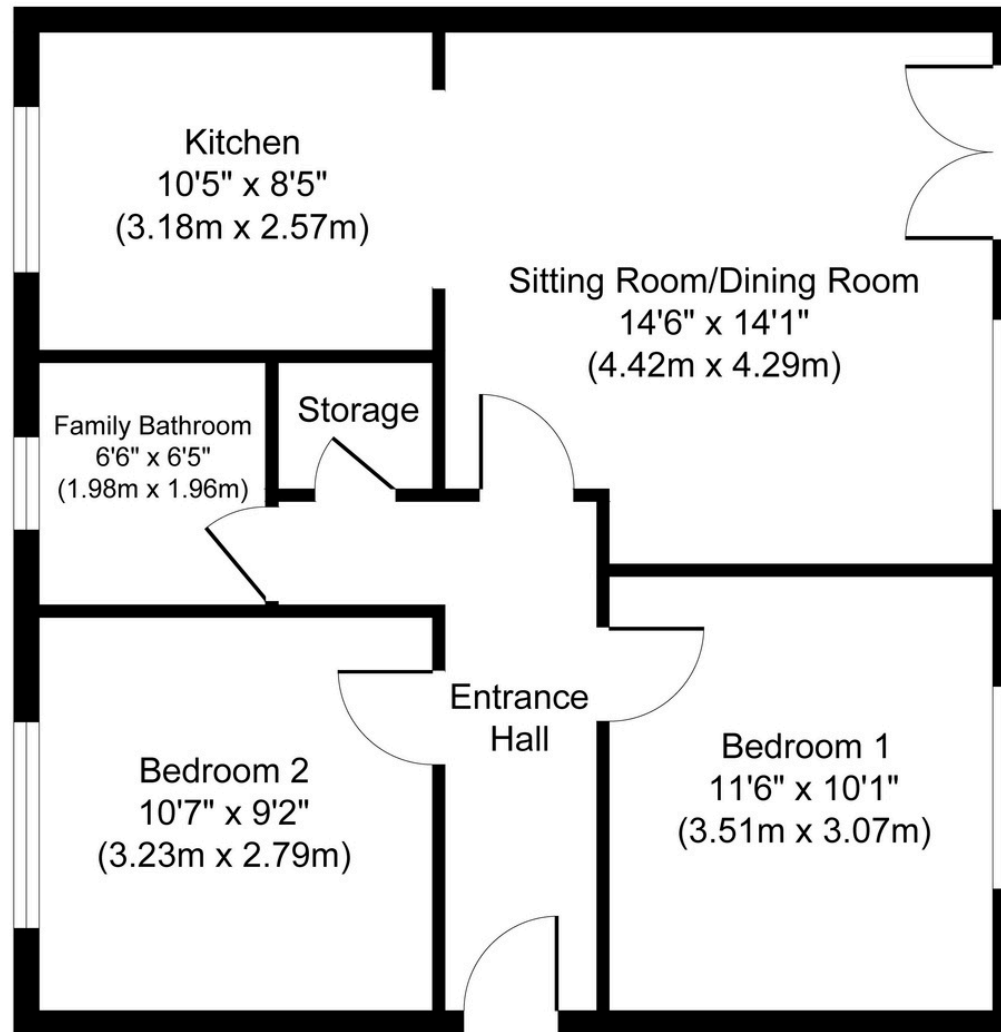 Kitchen
10'5" x 8'5"
(3.18m x 2.57m)
Sitting Room/Dining Room
14'6" x 14'1"
(4.42m x 4.29m)
Storage
Family Bathroom
6'6" x 6'5"
(1.98m x 1.96m)
Entrance
Hall
Bedroom 2
10'7" x 9'2"
(3.23m x 2.79m)
Bedroom 1
11'6" x 10'1"
(3.51m x 3.07m)